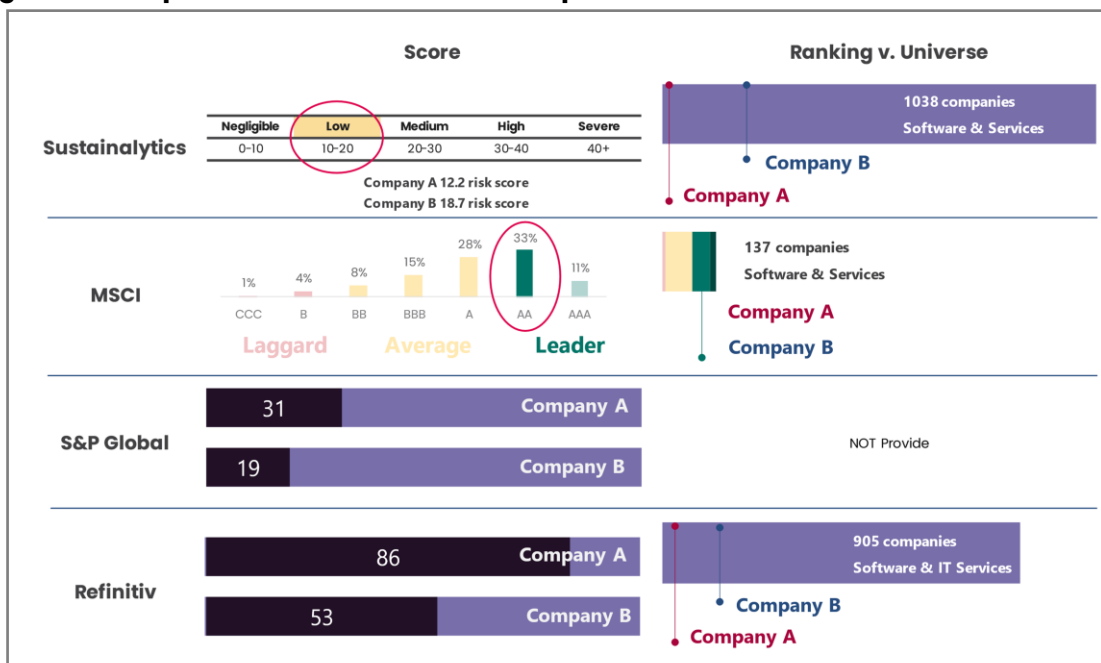 Score
Ranking v. Universe
Sustainalytics
Negligible Low Medium High Severe
0-10 10-20 20-30 30-40 40+
Company A 12.2 risk score
Company B 18.7 risk score
1038 companies
Software & Services
Company B
Company A
MSCI
1% 4% 8% 15% 28% 33% 11%
CCC B BB BBB A AA AAA
Laggard Average Leader
137 companies
Software & Services
Company A
Company B
S&P Global
31 Company A
19 Company B
NOT Provide
Refinitiv
86 Company A
53 Company B
905 companies
Software & IT Services
Company B
Company A